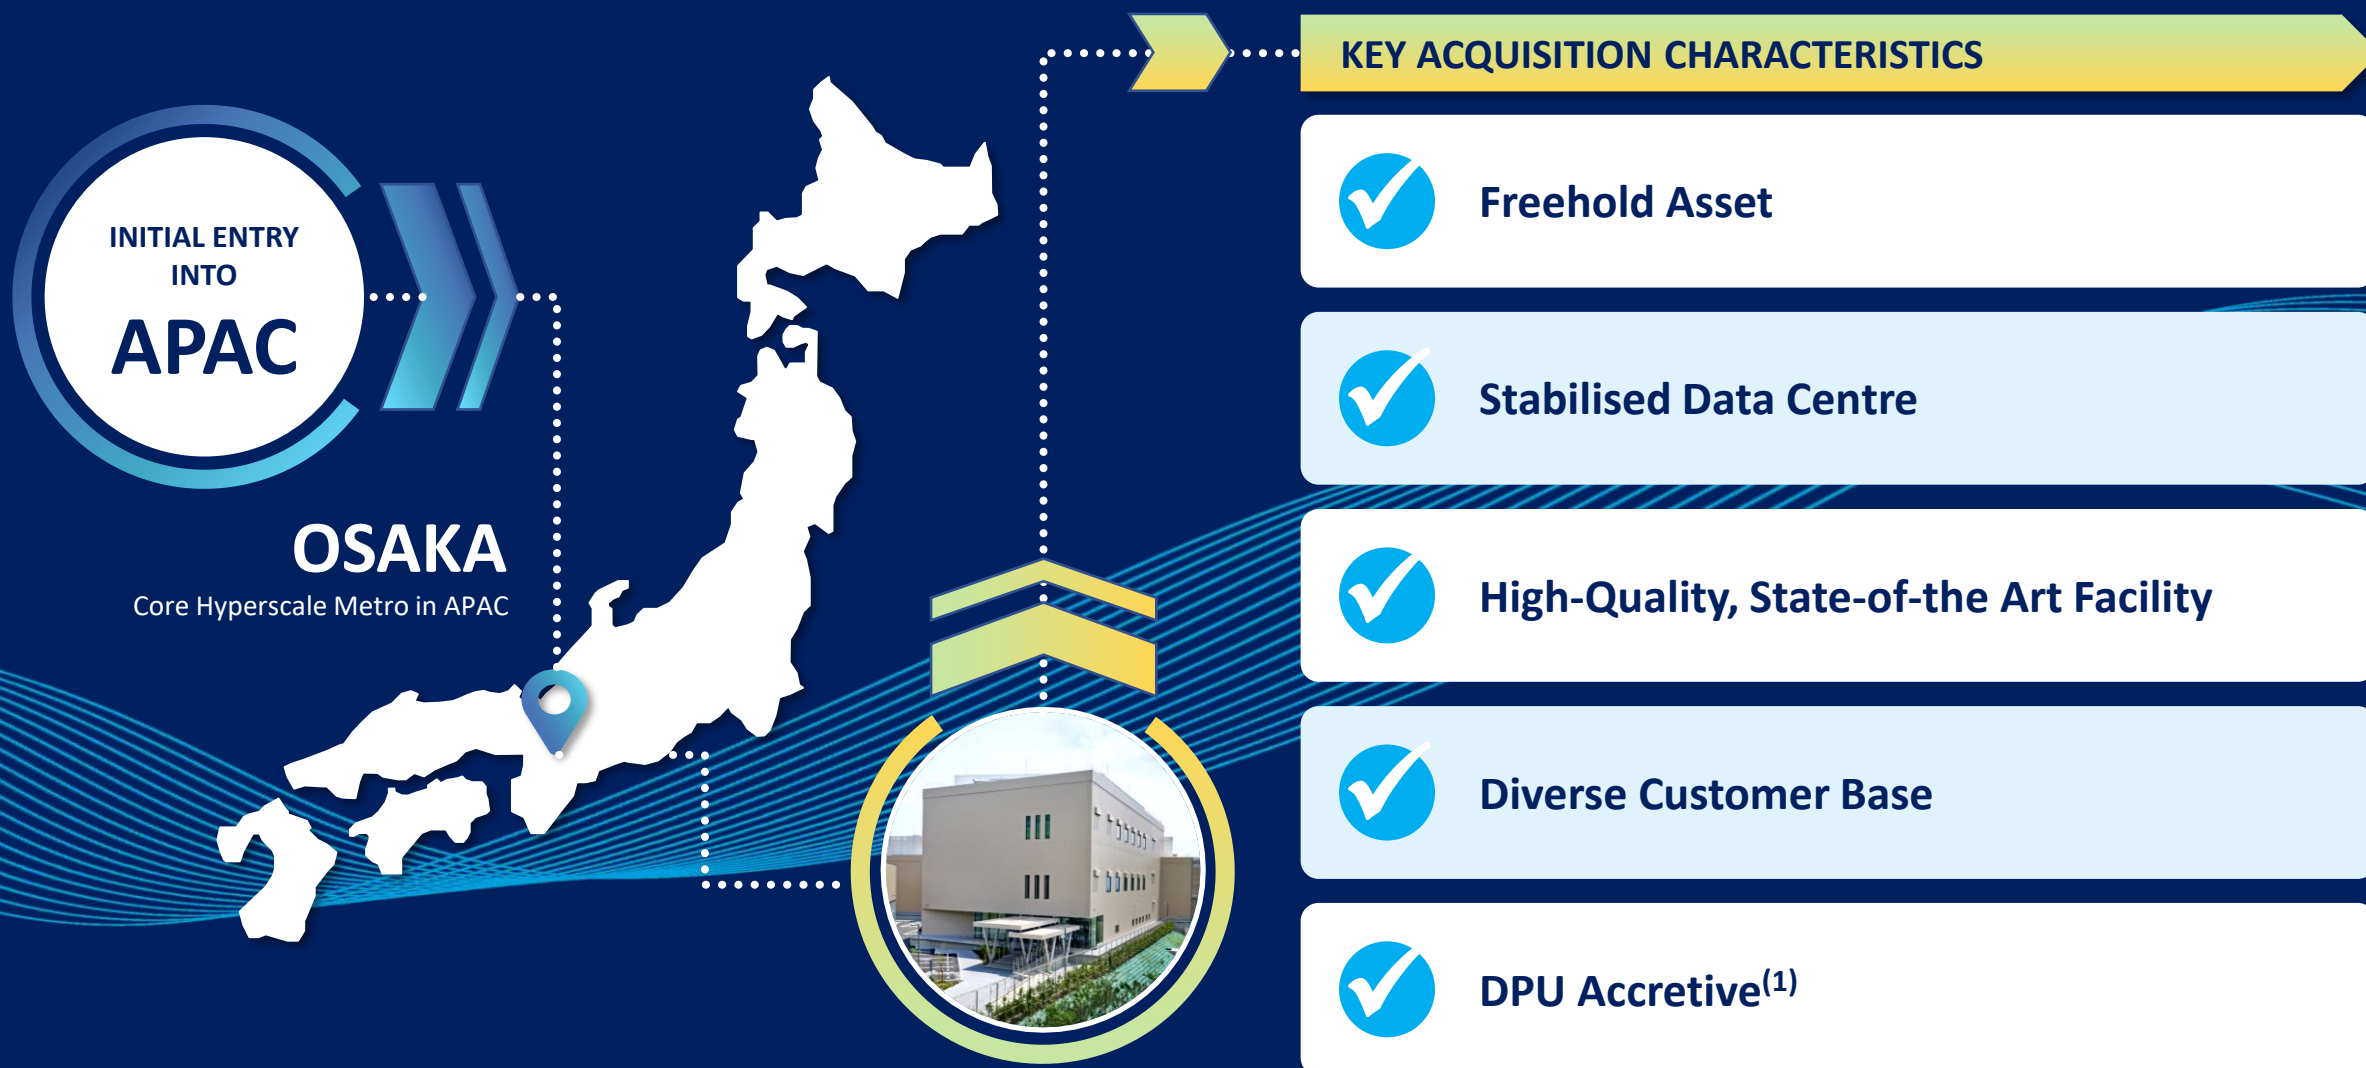 INITIAL ENTRY
INTO
APAC
OSAKA
Core Hyperscale Metro in APAC
KEY ACQUISITION CHARACTERISTICS
Freehold Asset
Stabilised Data Centre
High-Quality, State-of-the Art Facility
Diverse Customer Base
DPU Accretive(1)